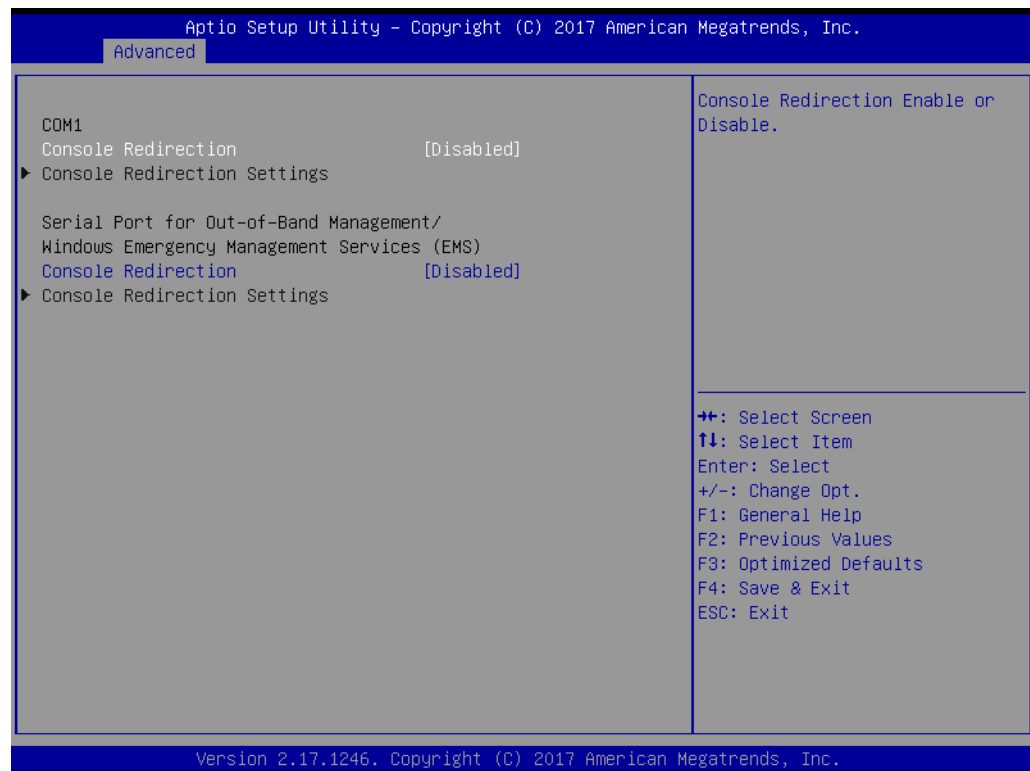 Aptio Setup Utility – Copyright (C) 2017 American Megatrends, Inc.
Advanced
COM1
Console Redirection [Disabled]
▶ Console Redirection Settings
Serial Port for Out-of-Band Management/
Windows Emergency Management Services (EMS)
Console Redirection [Disabled]
▶ Console Redirection Settings
Console Redirection Enable or
Disable.
→←: Select Screen
↑↓: Select Item
Enter: Select
+/-: Change Opt.
F1: General Help
F2: Previous Values
F3: Optimized Defaults
F4: Save & Exit
ESC: Exit
Version 2.17.1246. Copyright (C) 2017 American Megatrends, Inc.